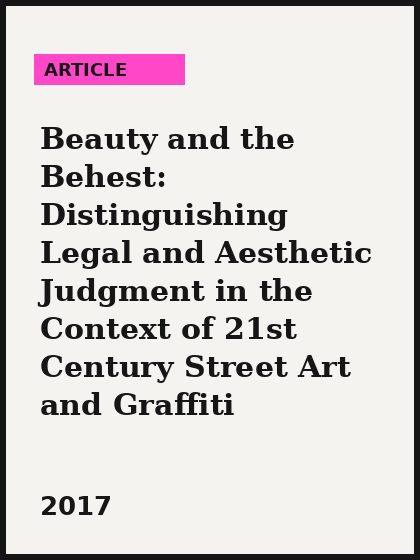 ARTICLE
Beauty and the
Behest:
Distinguishing
Legal and Aesthetic
Judgment in the
Context of 21st
Century Street Art
and Graffiti
2017